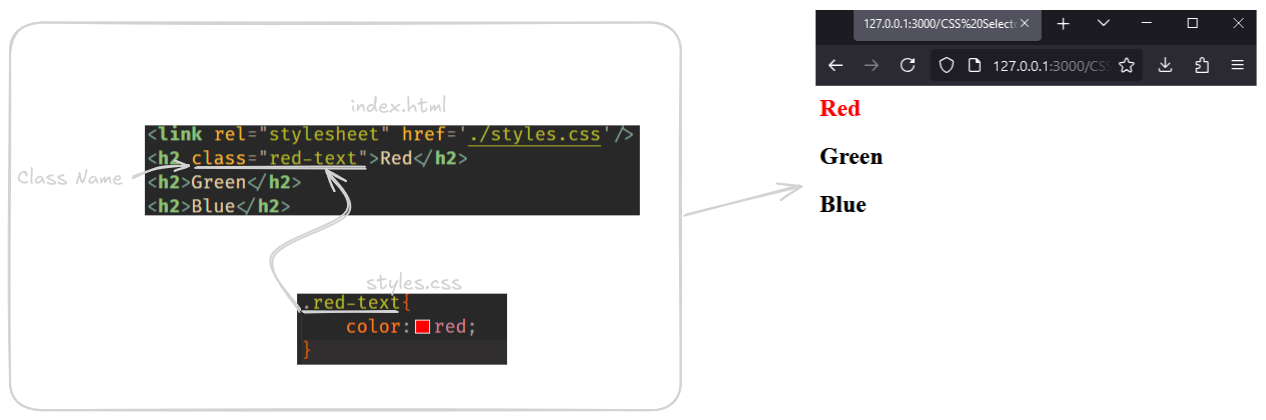 index.html
<link rel="stylesheet" href='./styles.css'/>
<h2 class="red-text">Red</h2>
Class Name
<h2>Green</h2>
<h2>Blue</h2>
styles.css
.red-text{
color: red;
}
127.0.0.1:3000/CSS%20Selecto
127.0.0.1:3000/CSS
Red
Green
Blue